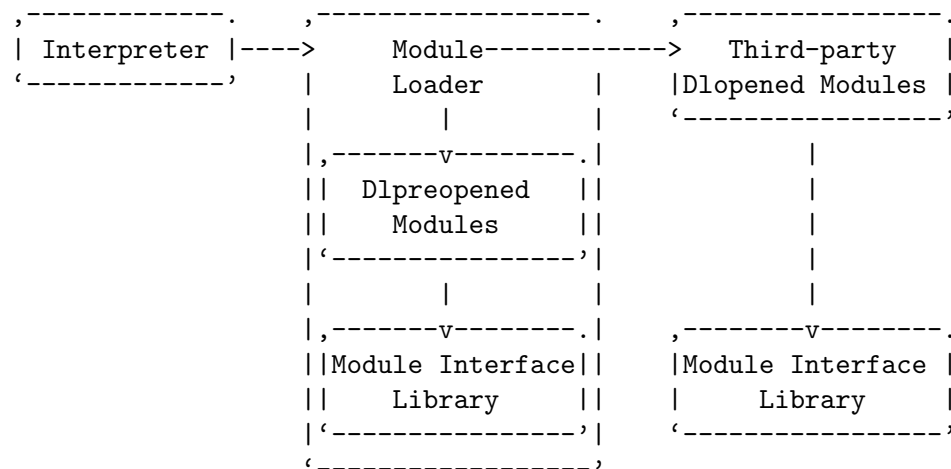 Interpreter
Module
Loader
Third-party
Dlopened Modules
Dlpreopened
Modules
Module Interface
Library
Module Interface
Library